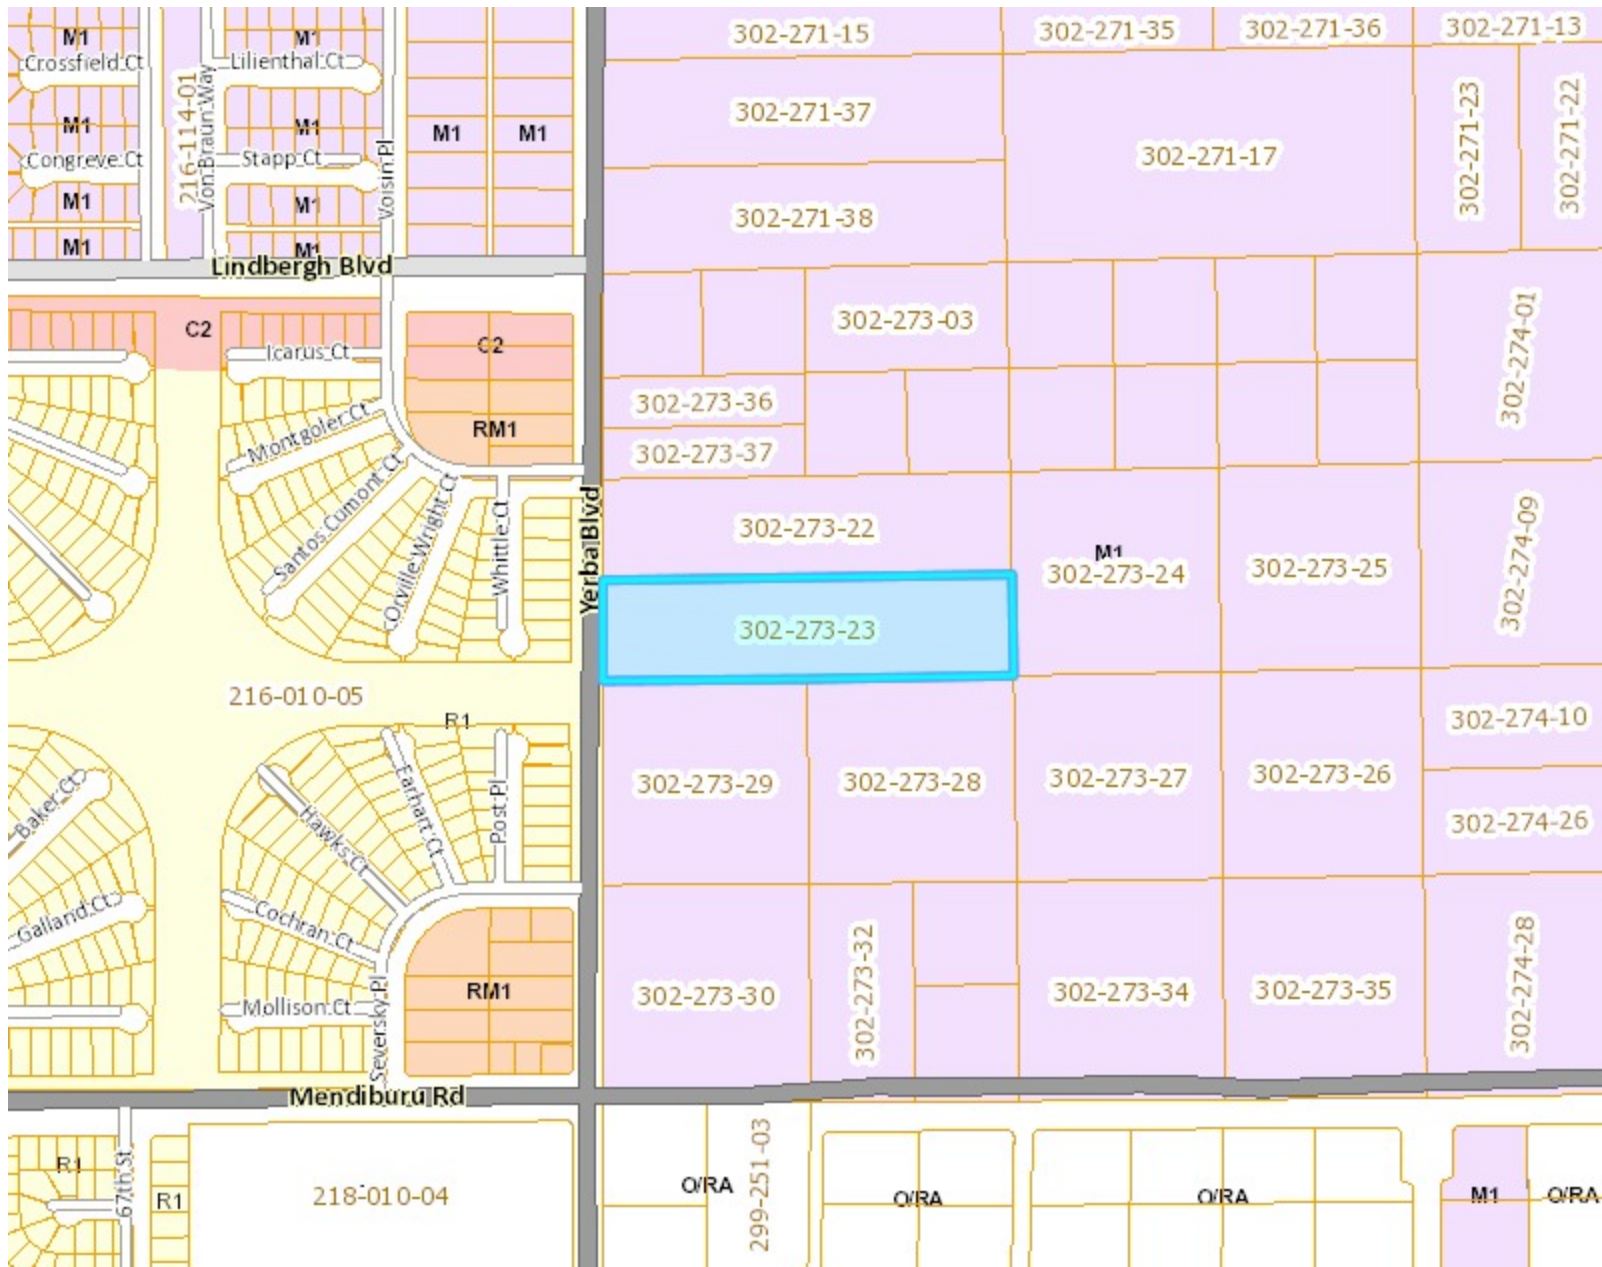 302-271-15
302-271-35
302-271-36
302-271-13
M1
M1
Crossfield Ct
Lilienthal Ct
216-114-01
Von Braun Way
302-271-37
302-271-23
302-271-22
M1
M1
M1
M1
Congreve Ct
Stapp Ct
Voisin Pl
302-271-17
M1
M1
302-271-38
M1
M1
Lindbergh Blvd
C2
C2
Icarus Ct
302-273-03
302-274-01
302-273-36
Montgoler Ct
RM1
302-273-37
Santos Cumont Ct
Orville Wright Ct
Whittle Ct
Yerba Blvd
302-273-22
M1
302-273-24
302-273-25
302-274-09
302-273-23
216-010-05
R1
302-274-10
302-273-29
302-273-28
302-273-27
302-273-26
Baker Ct
Hawks Ct
Earhart Ct
Post Pl
302-274-26
Galland Ct
Cochran Ct
302-273-32
302-274-28
RM1
302-273-30
302-273-34
302-273-35
Mollison Ct
Seversky Pl
Mendiburu Rd
R1
67th St
R1
218-010-04
O/RA
299-251-03
O/RA
O/RA
M1
O/RA